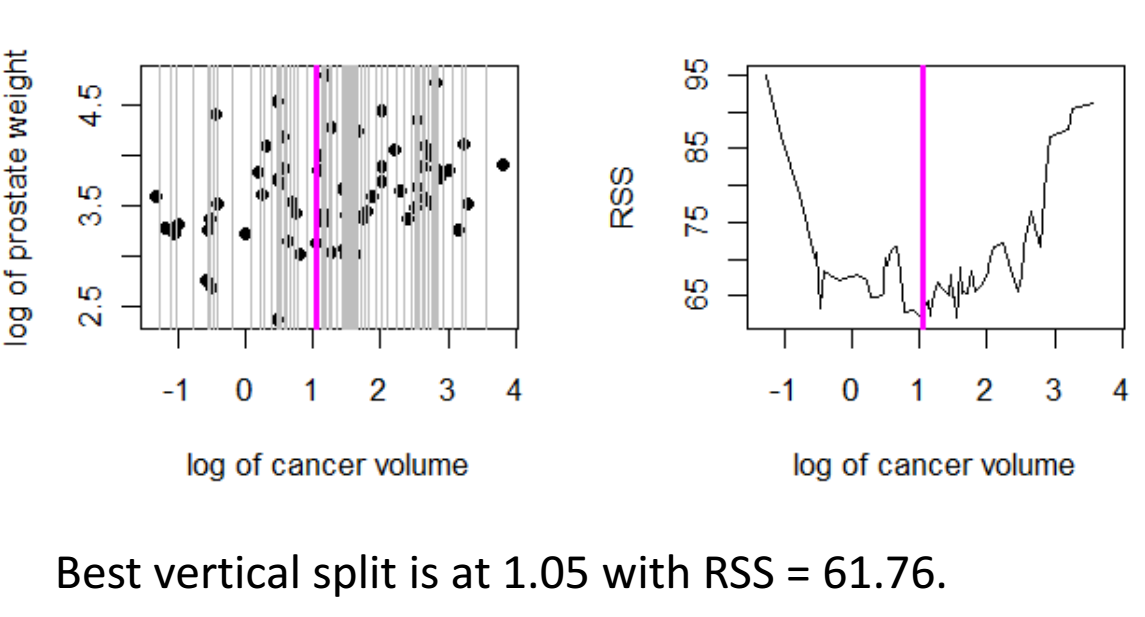 log of prostate weight
4.5
3.5
2.5
-1 0 1 2 3 4
log of cancer volume
RSS
95
85
75
65
-1 0 1 2 3 4
log of cancer volume
Best vertical split is at 1.05 with RSS = 61.76.